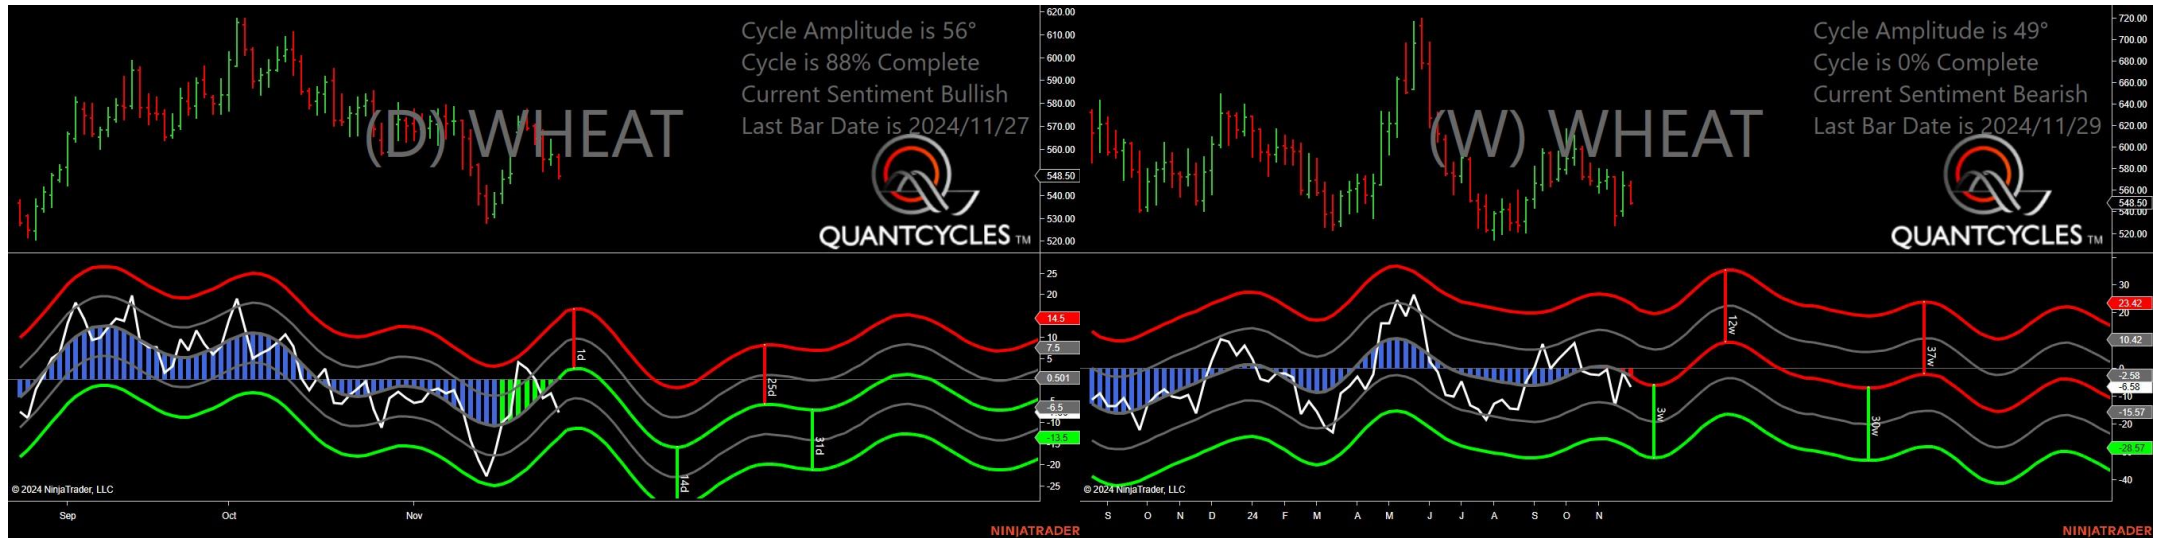 Cycle Amplitude is 56°
Cycle is 88% Complete
Current Sentiment Bullish
Last Bar Date is 2024/11/27
(D) WHEAT
QUANTCYCLES TM
620.00
610.00
600.00
590.00
580.00
570.00
560.00
548.50
540.00
530.00
520.00
25
20
14.5
10
7.5
5
0.501
-5
-6.5
-10
-13.5
-20
-25
1d
14d
25d
31d
© 2024 NinjaTrader, LLC
Sep Oct Nov
NINJATRADER
Cycle Amplitude is 49°
Cycle is 0% Complete
Current Sentiment Bearish
Last Bar Date is 2024/11/29
(W) WHEAT
QUANTCYCLES TM
720.00
700.00
680.00
660.00
640.00
620.00
600.00
580.00
560.00
548.50
540.00
520.00
30
23.42
20
10.42
-2.58
-6.58
-10
-15.57
-20
-28.57
-40
3w
12w
30w
37w
© 2024 NinjaTrader, LLC
S O N D 24 F M A M J J A S O N
NINJATRADER